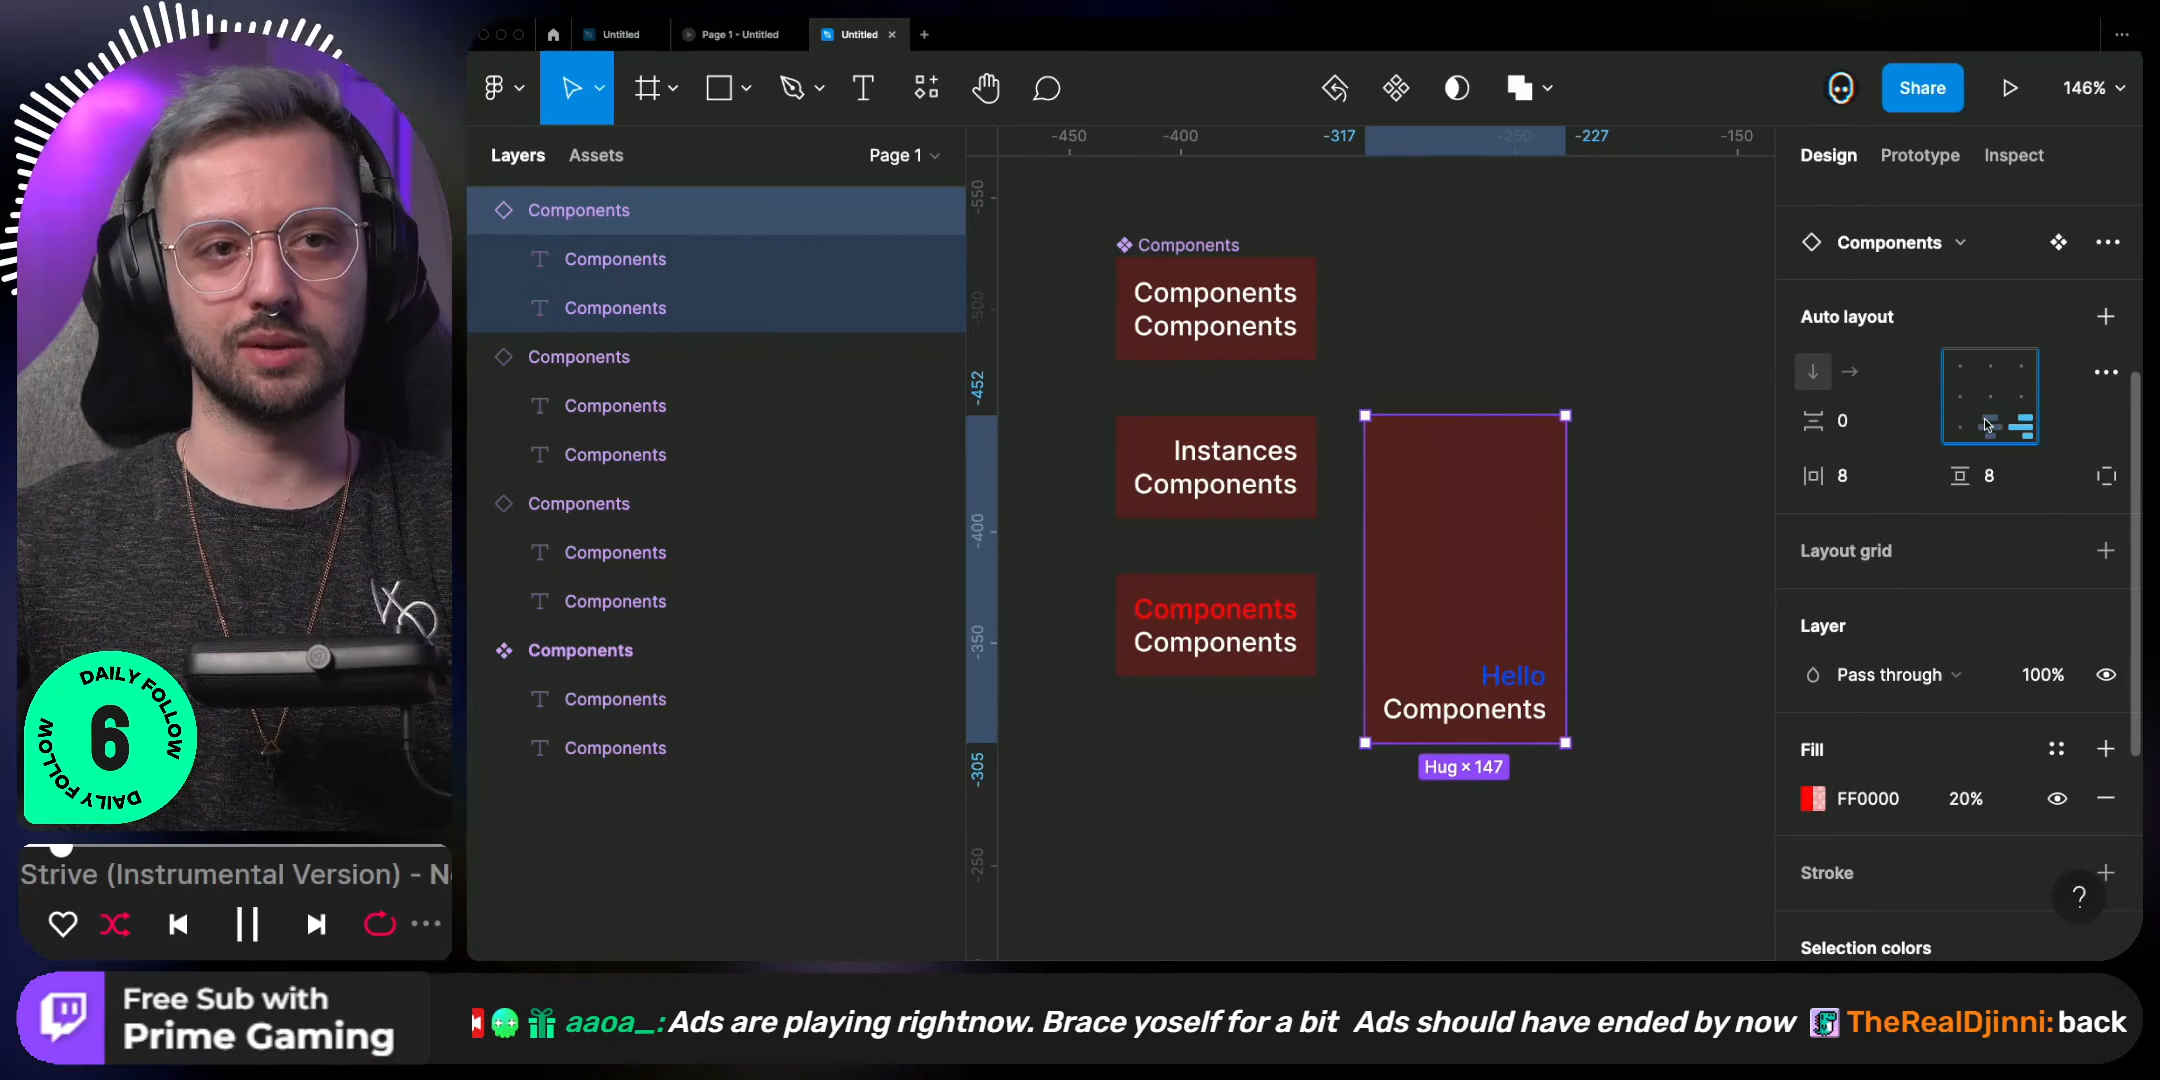 Untitled
Page 1 - Untitled
Untitled
Share
146%
Layers
Assets
Page 1
-450
-400
-317
-250
-227
-150
Design
Prototype
Inspect
Components
Components
Components
Components
Components
Components
Components
Components
Components
Components
Components
Components
-550
-500
-452
-400
-350
-305
-250
Components
Components
Components
Instances
Components
Components
Components
Hello
Components
Hug × 147
Components
Auto layout
0
8
8
Layout grid
Layer
Pass through
100%
Fill
FF0000
20%
Stroke
?
Selection colors
DAILY FOLLOW
6
DAILY FOLLOW
FOLLOW
Strive (Instrumental Version) - N
Free Sub with
Prime Gaming
aaoa_: Ads are playing rightnow. Brace yoself for a bit Ads should have ended by now TheRealDjinni: back